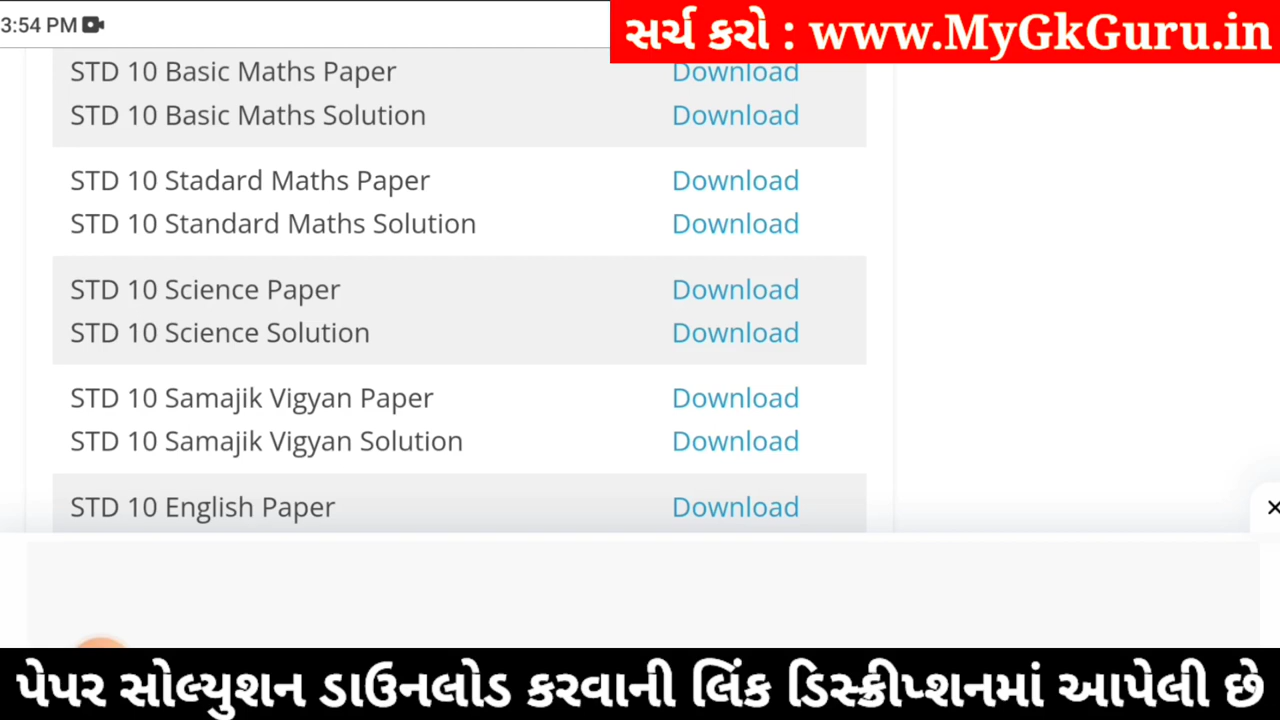 3:54 PM
સર્ચ કરો : www.MyGkGuru.in
STD 10 Basic Maths Paper Download
STD 10 Basic Maths Solution Download
STD 10 Stadard Maths Paper Download
STD 10 Standard Maths Solution Download
STD 10 Science Paper Download
STD 10 Science Solution Download
STD 10 Samajik Vigyan Paper Download
STD 10 Samajik Vigyan Solution Download
STD 10 English Paper Download
પેપર સોલ્યુશન ડાઉનલોડ કરવાની લિંક ડિસ્ક્રીપ્શનમાં આપેલી છે